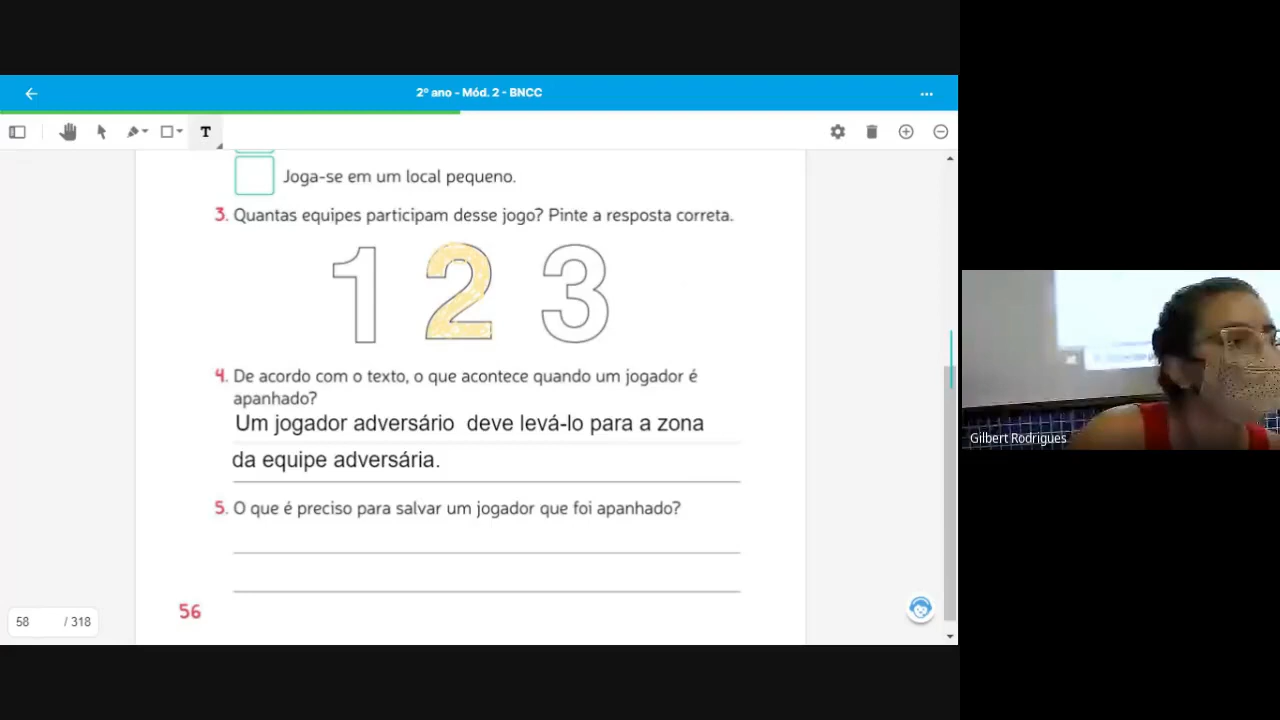 2º ano - Mód. 2 - BNCC
T
Joga-se em um local pequeno.
3. Quantas equipes participam desse jogo? Pinte a resposta correta.
1 2 3
4. De acordo com o texto, o que acontece quando um jogador é
apanhado?
Um jogador adversário deve levá-lo para a zona
da equipe adversária.
5. O que é preciso para salvar um jogador que foi apanhado?
56
58 / 318
Gilbert Rodrigues